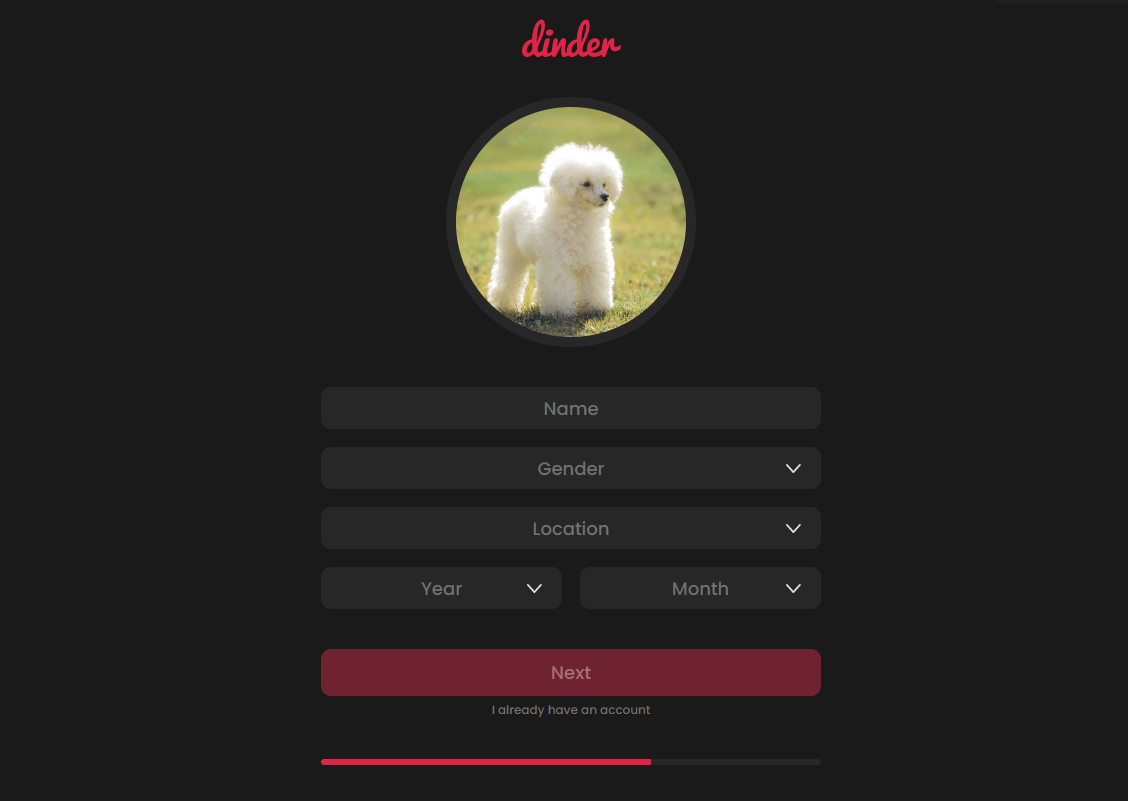 dinder
Name
Gender
Location
Year Month
Next
I already have an account